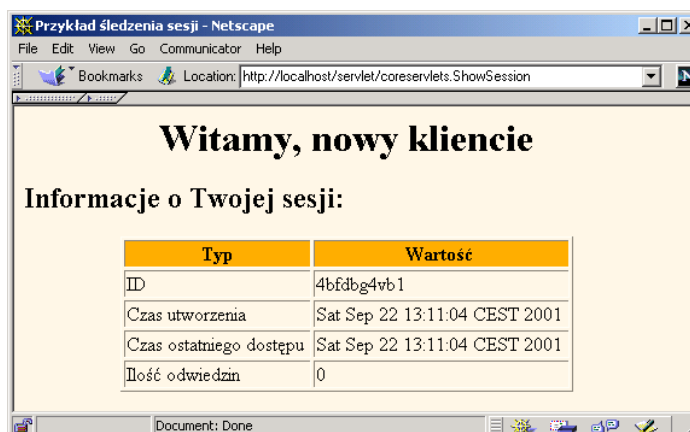 Przykład śledzenia sesji - Netscape
File Edit View Go Communicator Help
Bookmarks Location: http://localhost/servlet/coreservlets.ShowSession
Witamy, nowy kliencie
Informacje o Twojej sesji:
Typ Wartość
ID 4bfdbg4vb1
Czas utworzenia Sat Sep 22 13:11:04 CEST 2001
Czas ostatniego dostępu Sat Sep 22 13:11:04 CEST 2001
Ilość odwiedzin 0
Document: Done